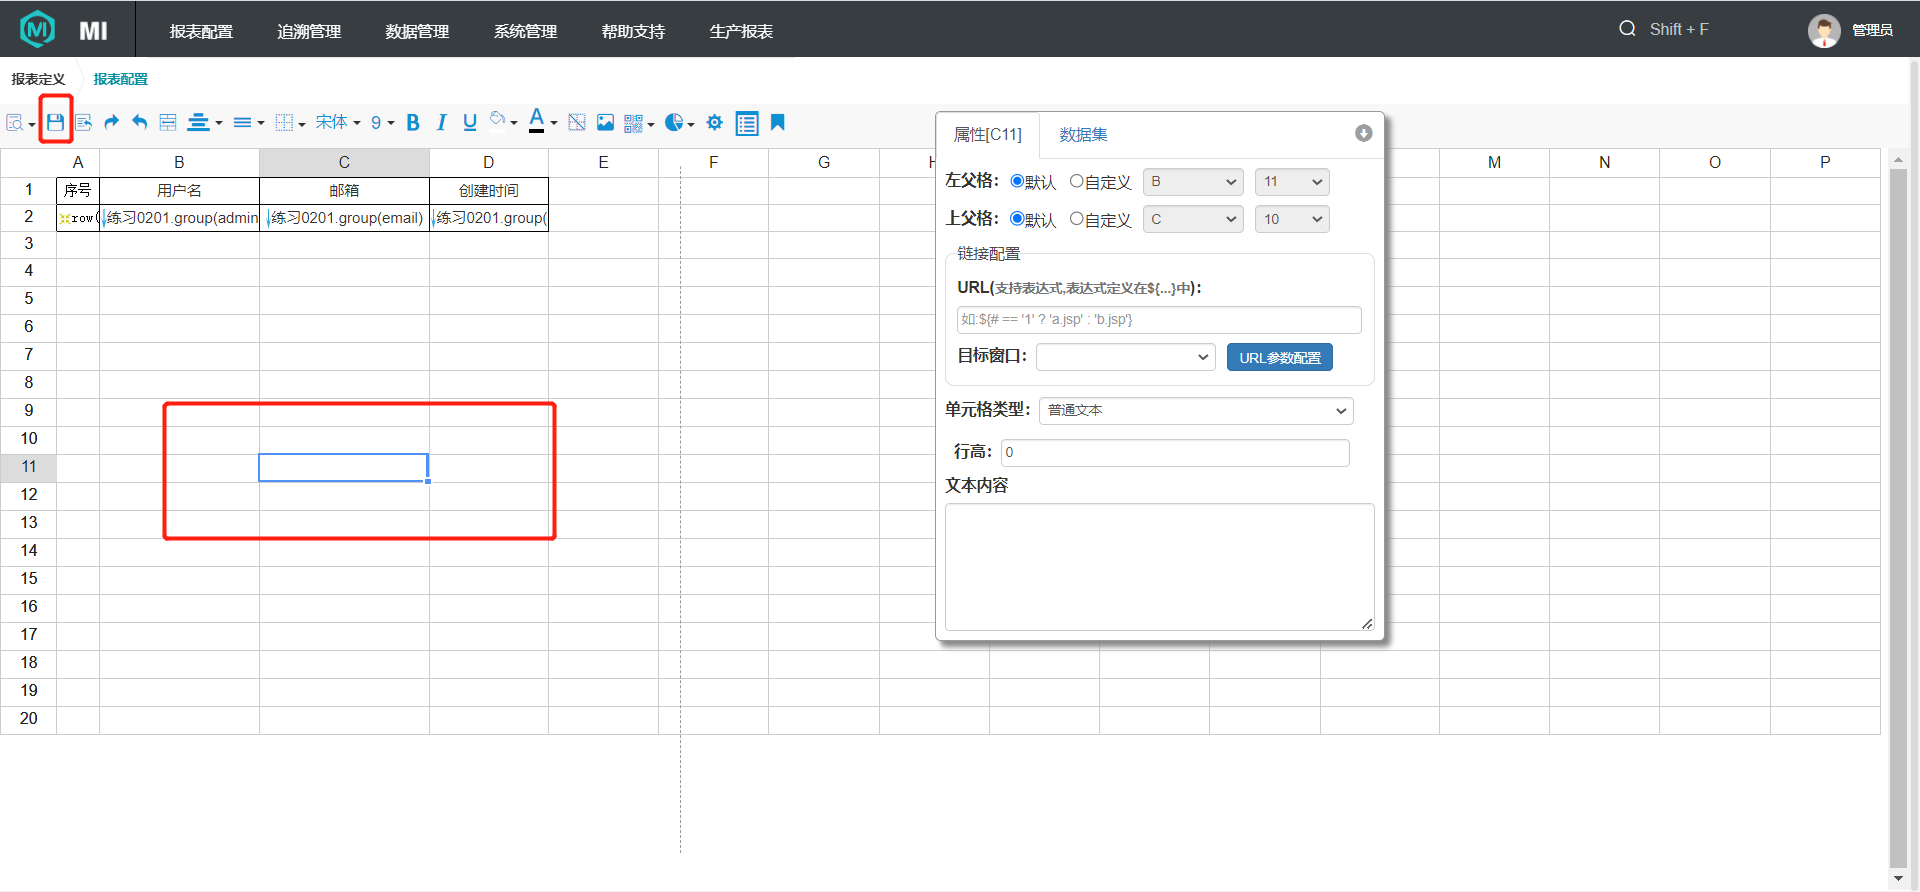 MI 报表配置 追溯管理 数据管理 系统管理 帮助支持 生产报表 Shift + F 管理员
报表定义 报表配置
宋体 9 B I U A
A B C D E F G H M N O P
1 序号 用户名 邮箱 创建时间
2 row( 练习0201.group(admin 练习0201.group(email) 练习0201.group(
3
4
5
6
7
8
9
10
11
12
13
14
15
16
17
18
19
20
属性[C11] 数据集
左父格: 默认 自定义 B 11
上父格: 默认 自定义 C 10
链接配置
URL(支持表达式,表达式定义在${...}中):
如:${# == '1' ? 'a.jsp' : 'b.jsp'}
目标窗口: URL参数配置
单元格类型: 普通文本
行高: 0
文本内容